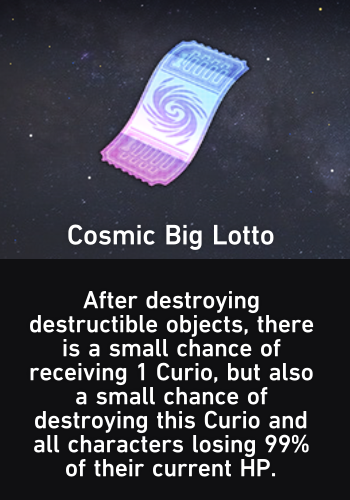 Cosmic Big Lotto
After destroying
destructible objects, there
is a small chance of
receiving 1 Curio, but also
a small chance of
destroying this Curio and
all characters losing 99%
of their current HP.